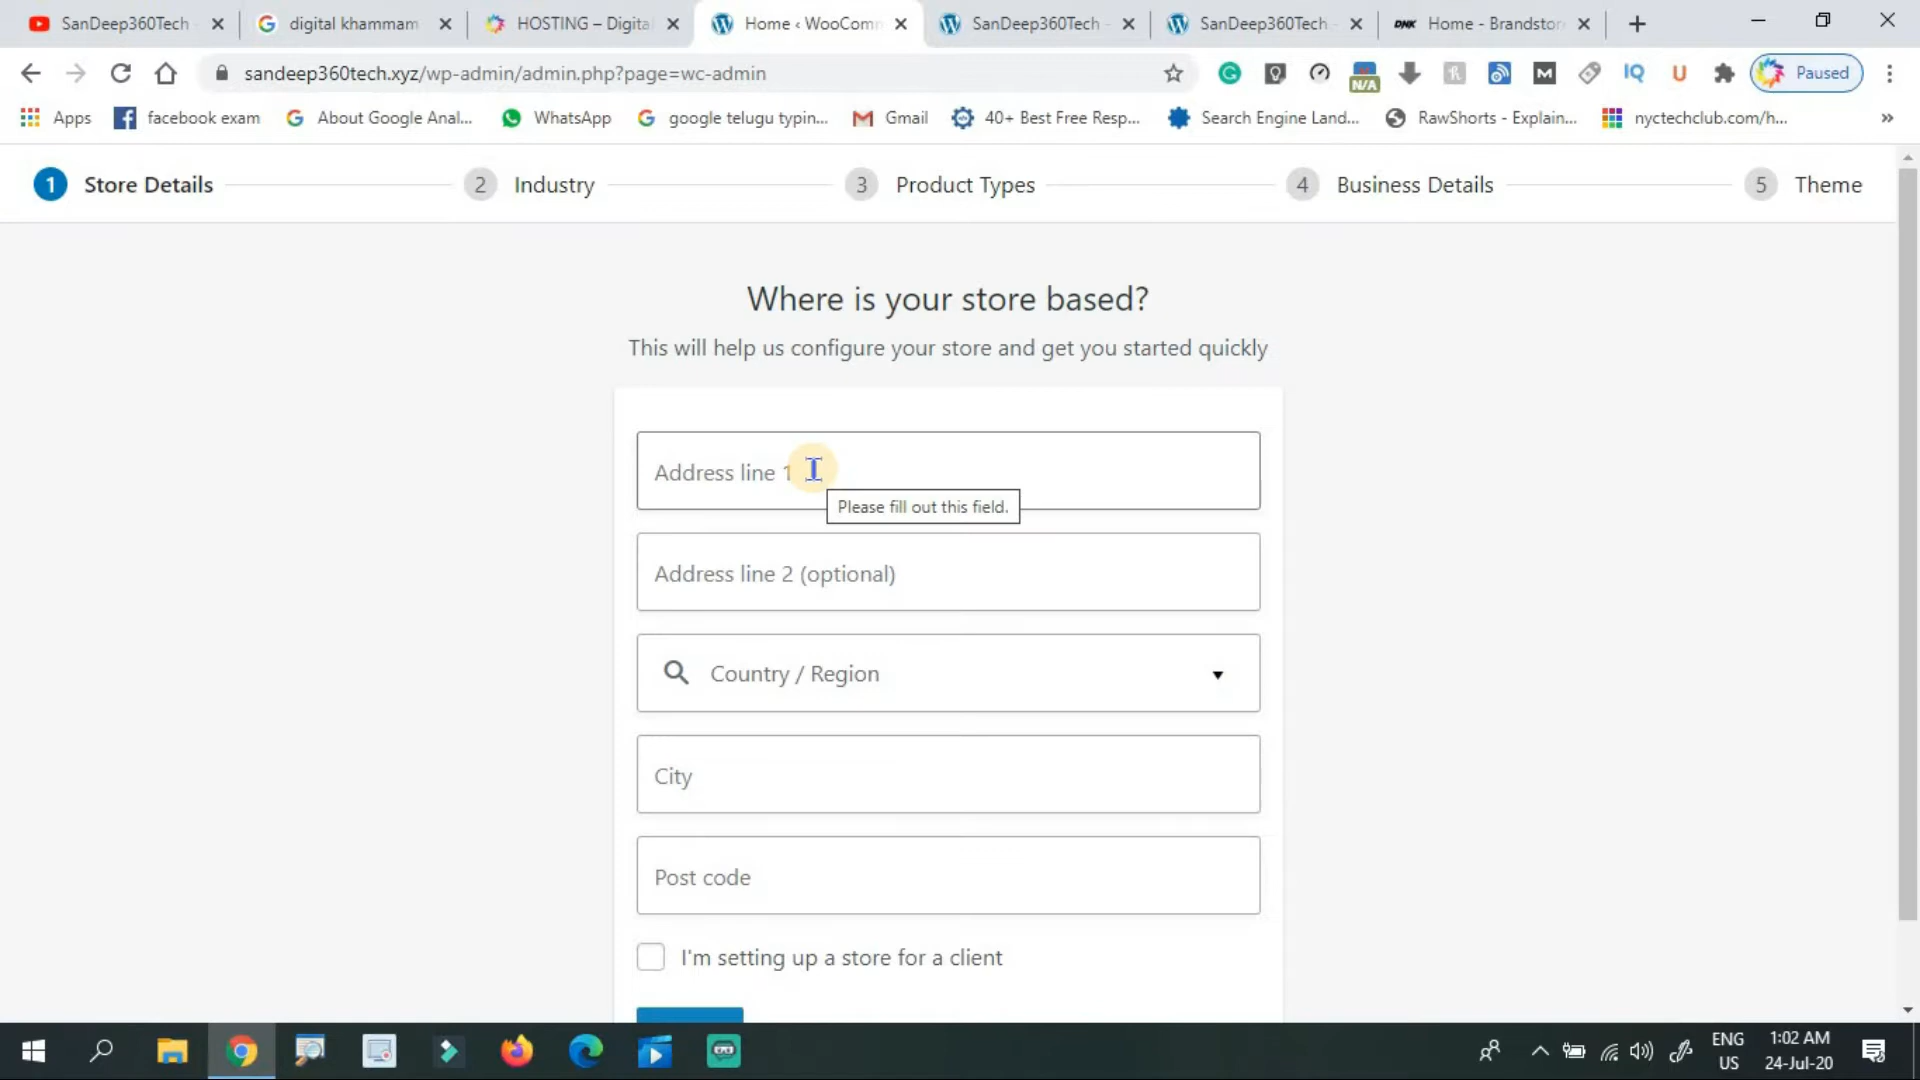 SanDeep360Tech
digital khammam
HOSTING – Digital
Home ‹ WooComm
SanDeep360Tech
SanDeep360Tech
DNK Home - Brandstor
sandeep360tech.xyz/wp-admin/admin.php?page=wc-admin
N/A
M
IQ
U
Paused
Apps
facebook exam
About Google Anal...
WhatsApp
google telugu typin...
Gmail
40+ Best Free Resp...
Search Engine Land...
RawShorts - Explain...
nyctechclub.com/h...
»
1 Store Details
2 Industry
3 Product Types
4 Business Details
5 Theme
Where is your store based?
This will help us configure your store and get you started quickly
Address line 1
Please fill out this field.
Address line 2 (optional)
Country / Region
City
Post code
I'm setting up a store for a client
ENG
US
1:02 AM
24-Jul-20